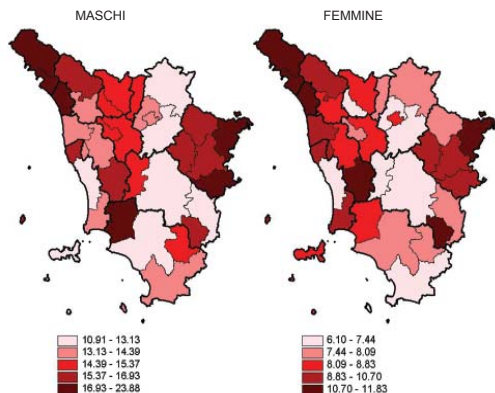 MASCHI
FEMMINE
10.91 - 13.13
13.13 - 14.39
14.39 - 15.37
15.37 - 16.93
16.93 - 23.88
6.10 - 7.44
7.44 - 8.09
8.09 - 8.83
8.83 - 10.70
10.70 - 11.83